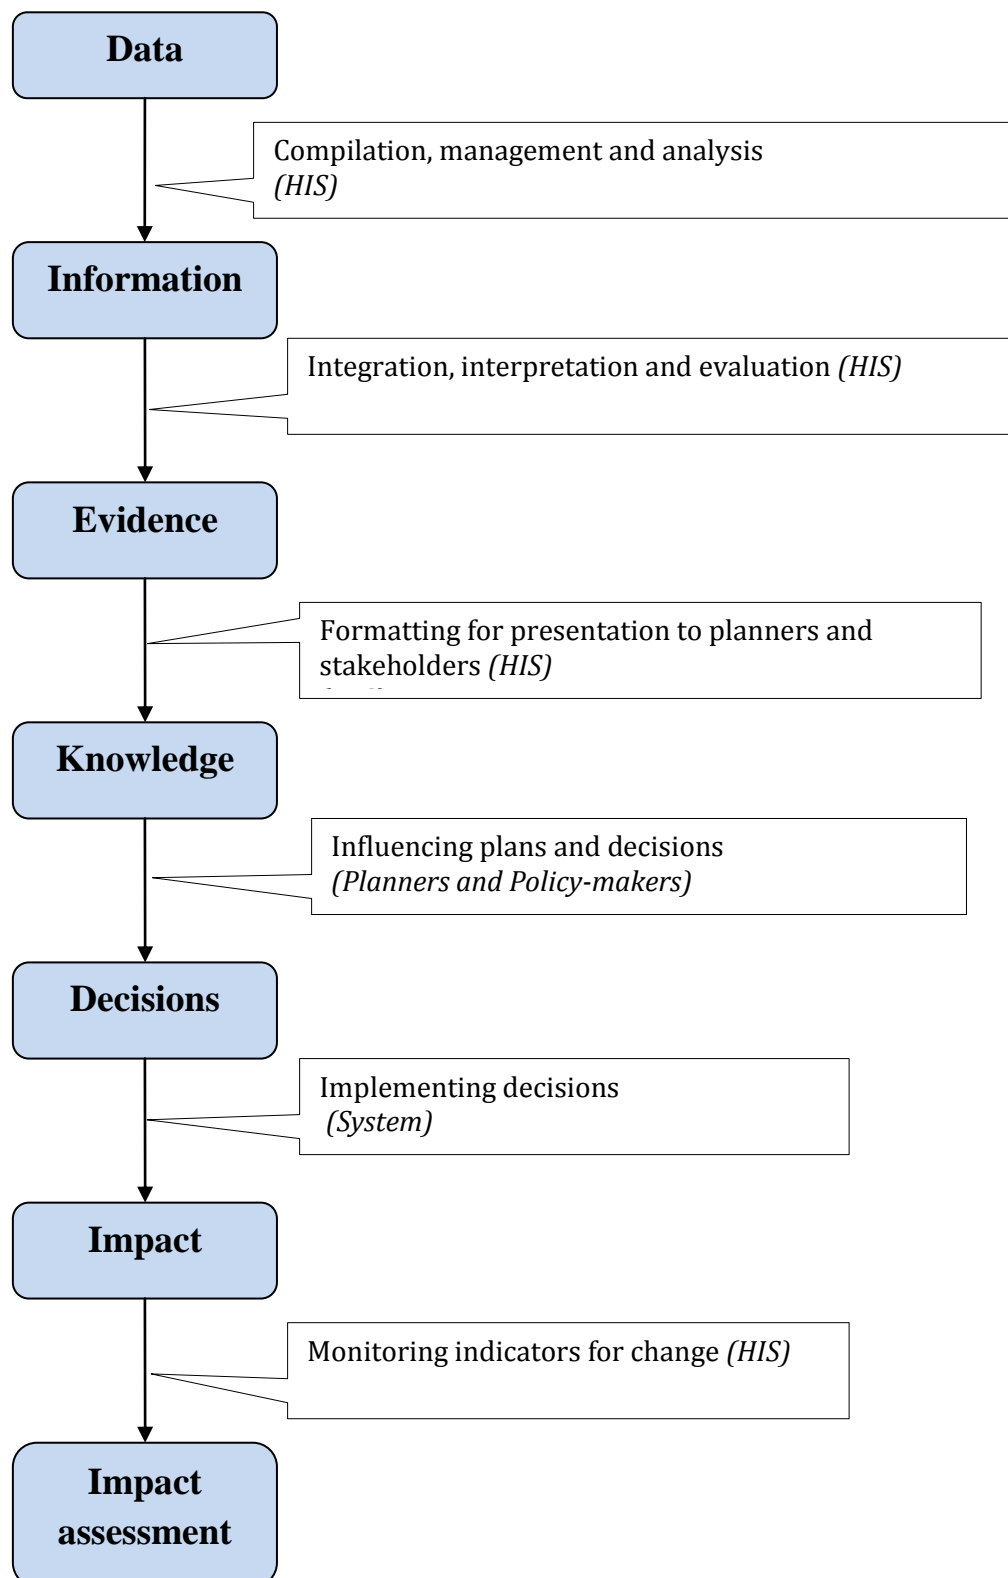 Data
Compilation, management and analysis
(HIS)
Information
Integration, interpretation and evaluation (HIS)
Evidence
Formatting for presentation to planners and
stakeholders (HIS)
Knowledge
Influencing plans and decisions
(Planners and Policy-makers)
Decisions
Implementing decisions
(System)
Impact
Monitoring indicators for change (HIS)
Impact
assessment